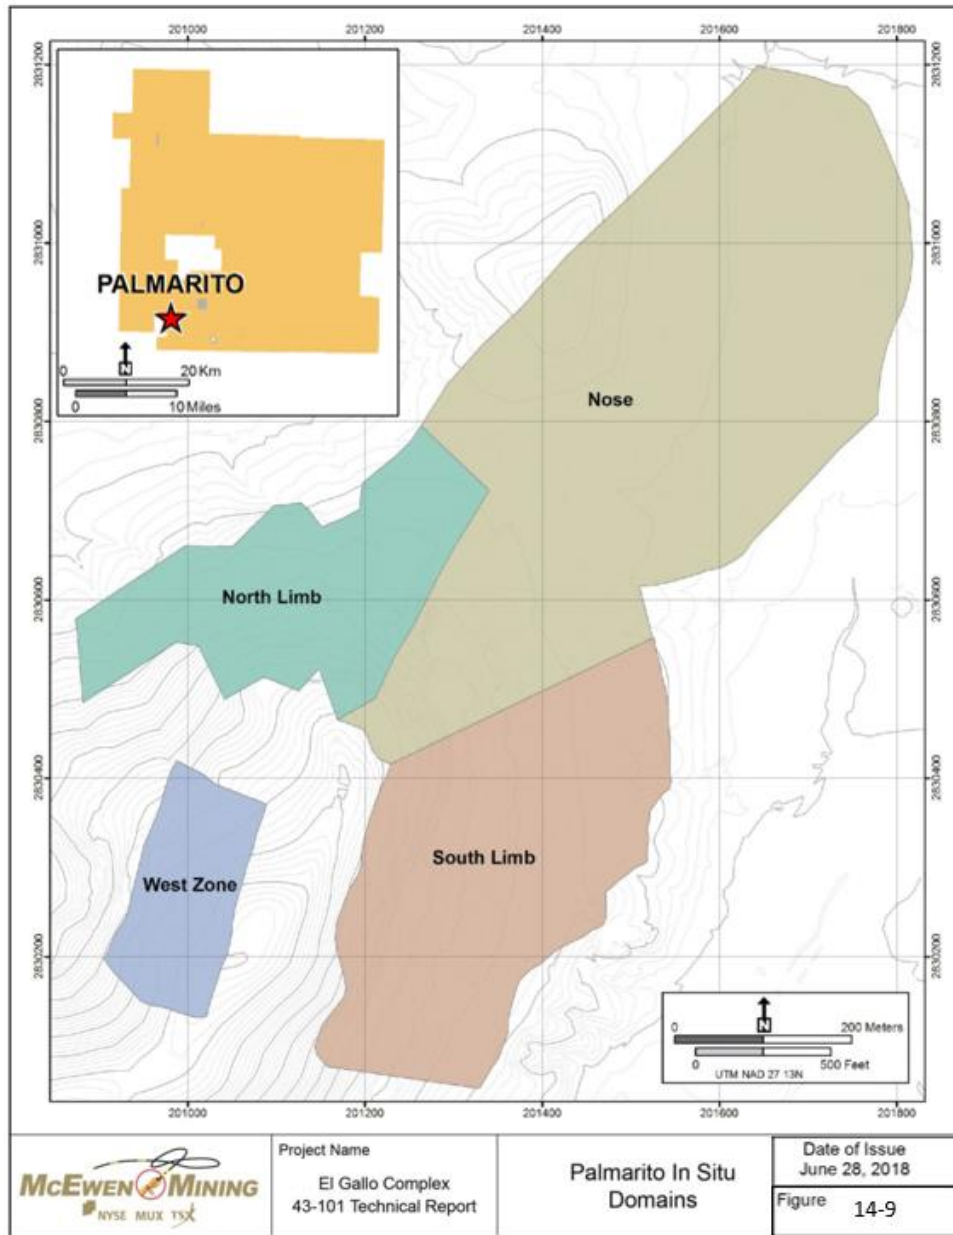 201000 201200 201400 201600 201800
2831200
2831200
2831000
2831000
2830800
2830800
2830600
2830600
2830400
2830400
2830200
2830200
PALMARITO
N
0 20 Km
0 10 Miles
Nose
North Limb
South Limb
West Zone
N
0 200 Meters
0 500 Feet
UTM NAD 27 13N
201000 201200 201400 201600 201800
McEWEN MINING
NYSE MUX TSX
Project Name
El Gallo Complex
43-101 Technical Report
Palmarito In Situ
Domains
Date of Issue
June 28, 2018
Figure 14-9